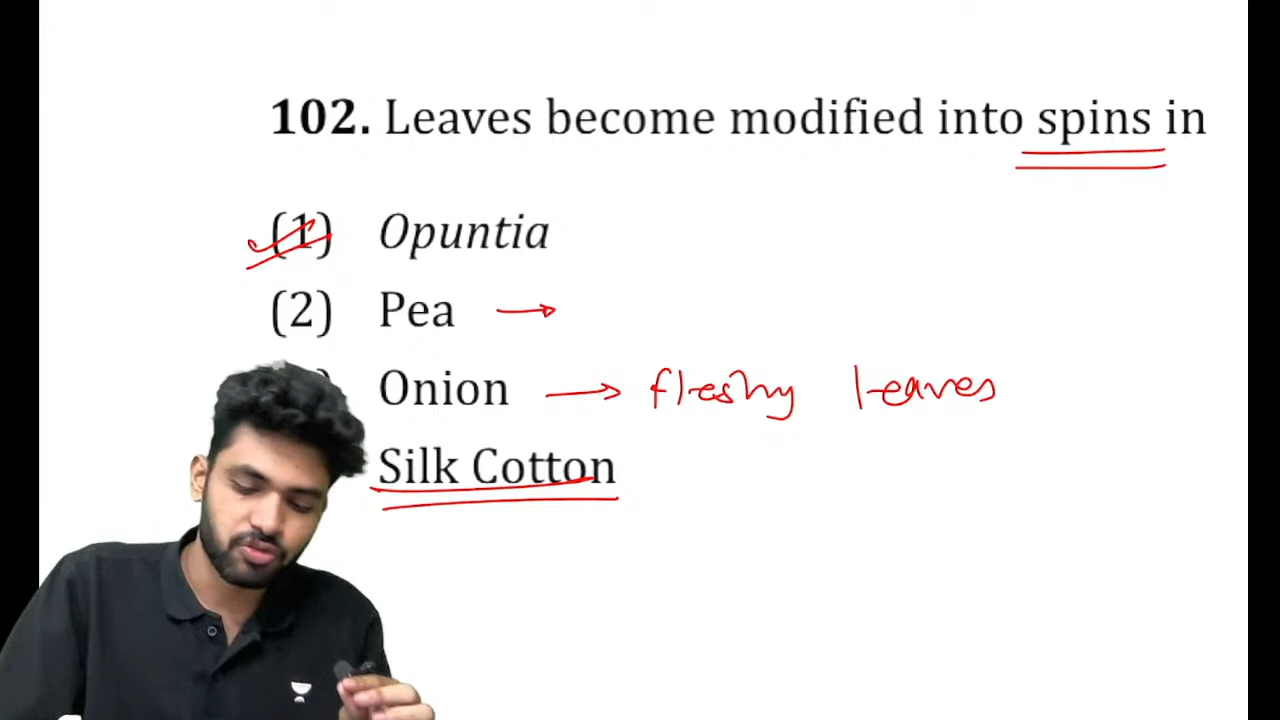 102. Leaves become modified into spins in
(1) Opuntia
(2) Pea →
Onion → fleshy leaves
Silk Cotton